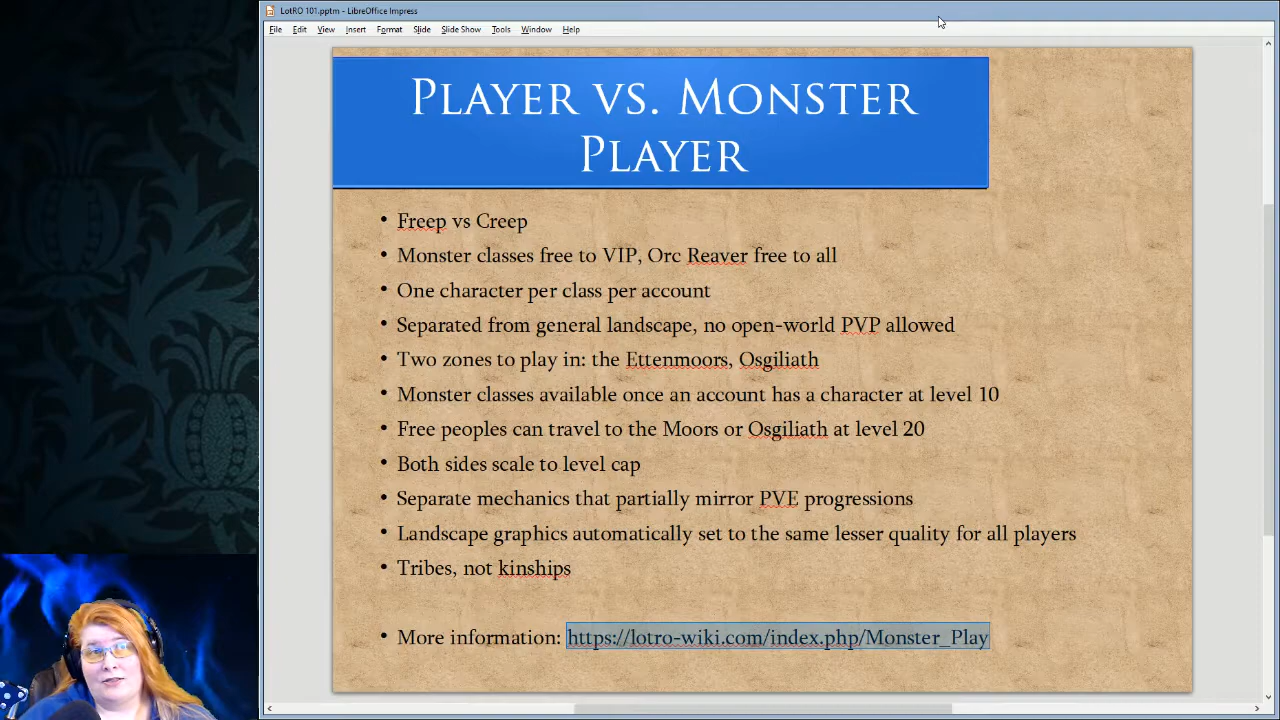 LotRO 101.pptm - LibreOffice Impress
File Edit View Insert Format Slide Slide Show Tools Window Help
Player vs. Monster
Player
• Freep vs Creep
• Monster classes free to VIP, Orc Reaver free to all
• One character per class per account
• Separated from general landscape, no open-world PVP allowed
• Two zones to play in: the Ettenmoors, Osgiliath
• Monster classes available once an account has a character at level 10
• Free peoples can travel to the Moors or Osgiliath at level 20
• Both sides scale to level cap
• Separate mechanics that partially mirror PVE progressions
• Landscape graphics automatically set to the same lesser quality for all players
• Tribes, not kinships
• More information: https://lotro-wiki.com/index.php/Monster_Play